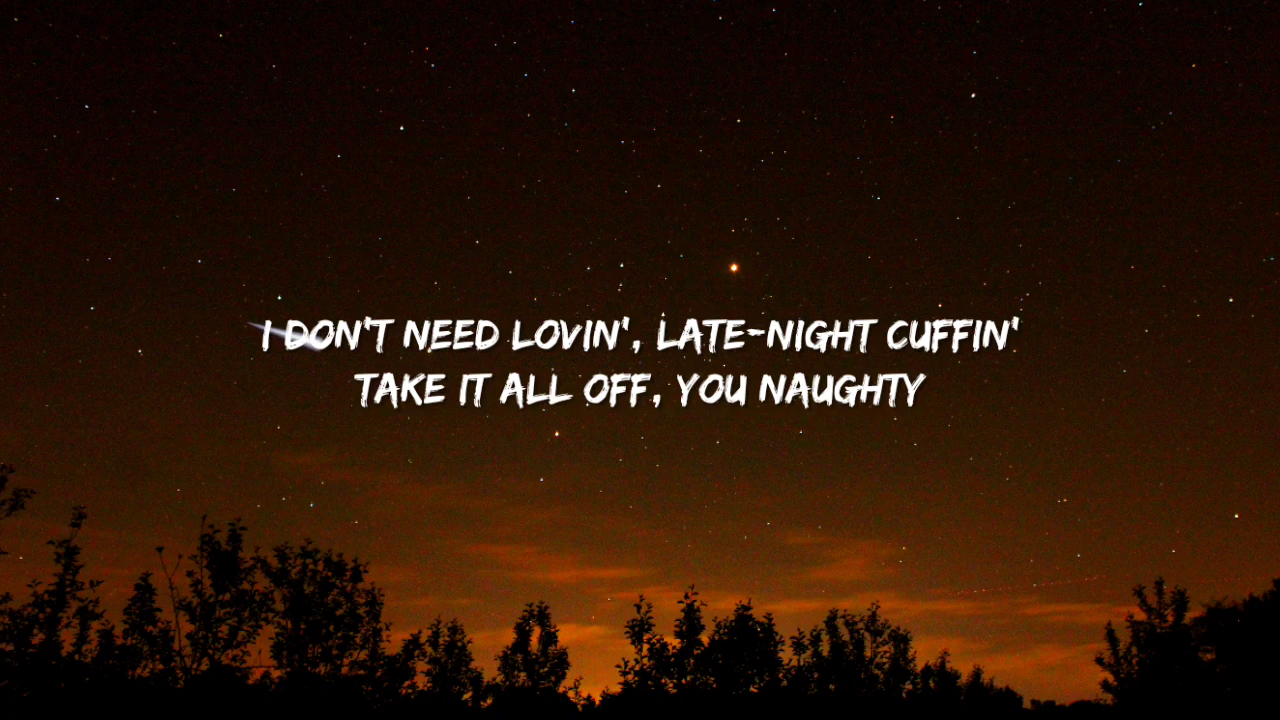 I DON'T NEED LOVIN', LATE-NIGHT CUFFIN'
TAKE IT ALL OFF, YOU NAUGHTY